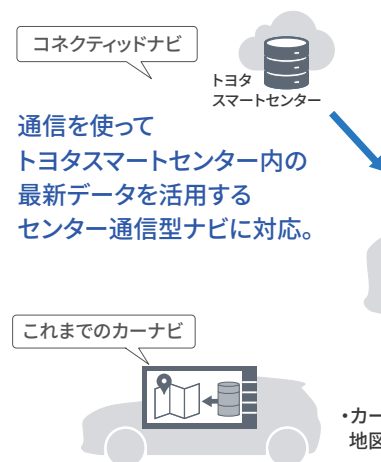 コネクティッドナビ
トヨタ
スマートセンター
通信を使って
トヨタスマートセンター内の
最新データを活用する
センター通信型ナビに対応。
これまでのカーナビ
・カー
地図